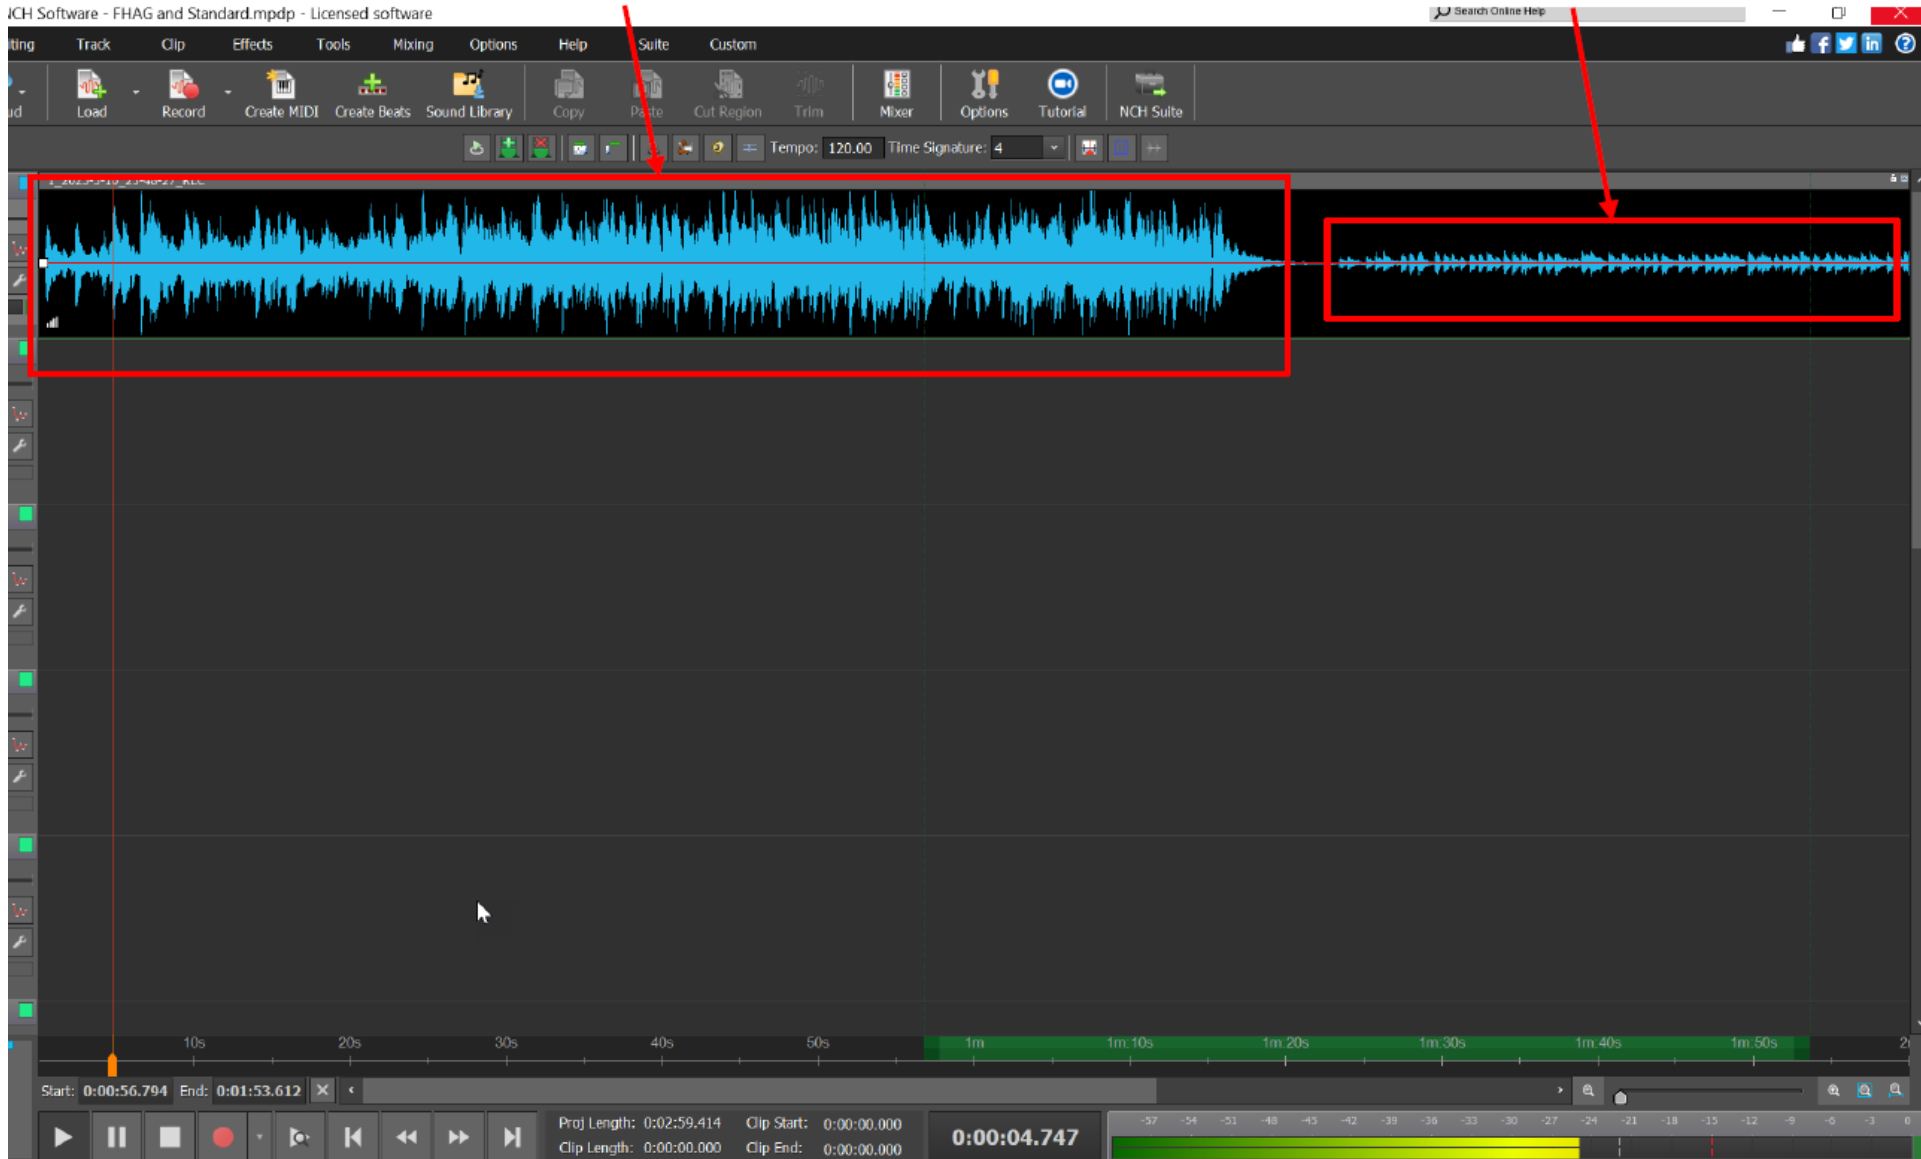 NCH Software - FHAG and Standard.mpdp - Licensed software
Search Online Help
Track Clip Effects Tools Mixing Options Help Suite Custom
Load Record Create MIDI Create Beats Sound Library Copy Paste Cut Region Trim Mixer Options Tutorial NCH Suite
Tempo: 120.00 Time Signature: 4
10s 20s 30s 40s 50s 1m 1m:10s 1m:20s 1m:30s 1m:40s 1m:50s
Start: 0:00:56.794 End: 0:01:53.612
Proj Length: 0:02:59.414 Clip Start: 0:00:00.000
Clip Length: 0:00:00.000 Clip End: 0:00:00.000
0:00:04.747
-57 -54 -51 -48 -45 -42 -39 -36 -33 -30 -27 -24 -21 -18 -15 -12 -9 -6 -3 0